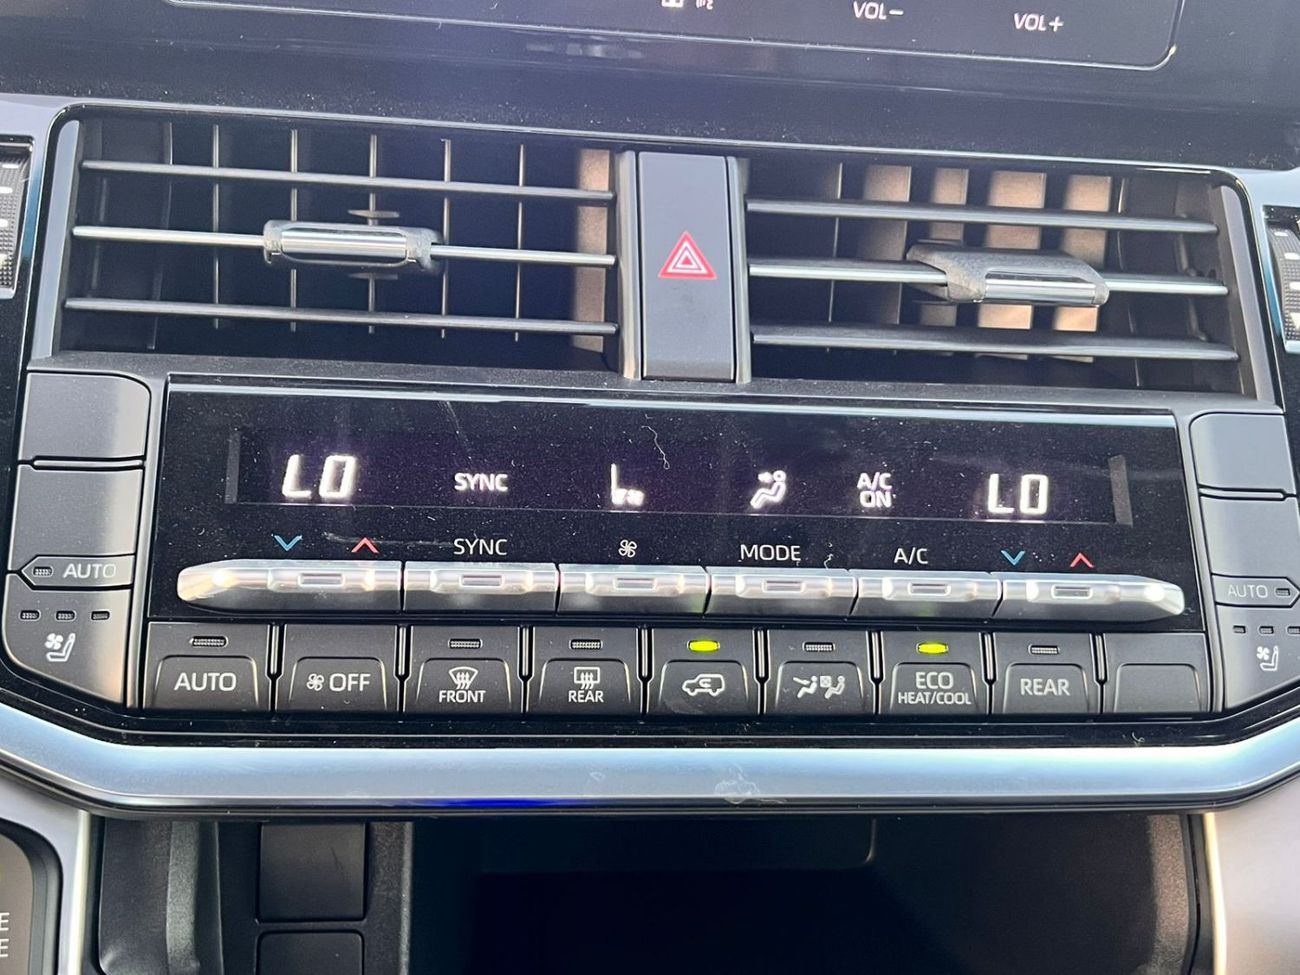 VOL-
VOL+
LO
SYNC
A/C
ON
LO
SYNC
MODE
A/C
AUTO
AUTO
AUTO
OFF
FRONT
REAR
ECO
HEAT/COOL
REAR
E
E